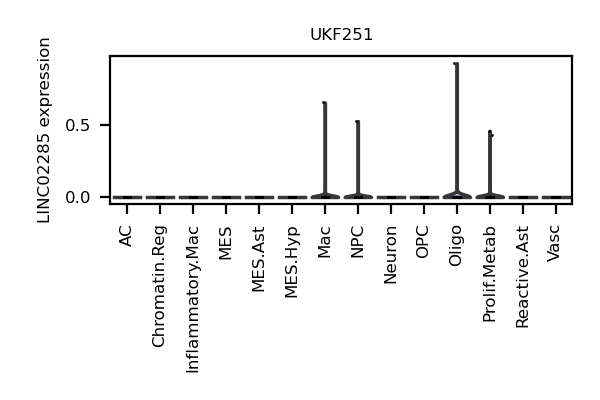 UKF251
LINC02285 expression
0.5
0.0
AC
Chromatin.Reg
Inflammatory.Mac
MES
MES.Ast
MES.Hyp
Mac
NPC
Neuron
OPC
Oligo
Prolif.Metab
Reactive.Ast
Vasc